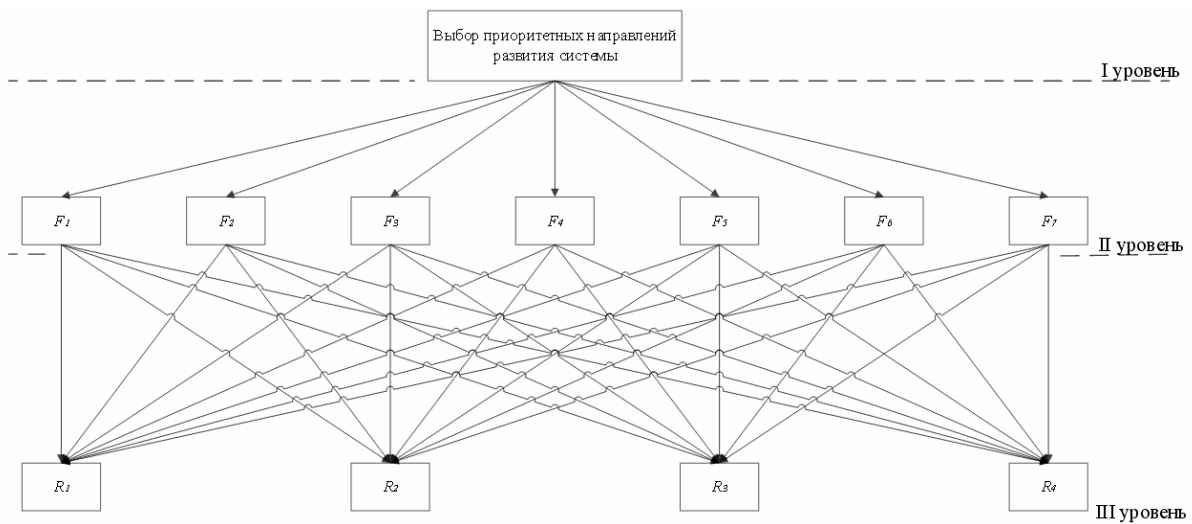 Выбор приоритетных направлений
развития системы
I уровень
F1 F2 F3 F4 F5 F6 F7
II уровень
R1 R2 R3 R4
III уровень